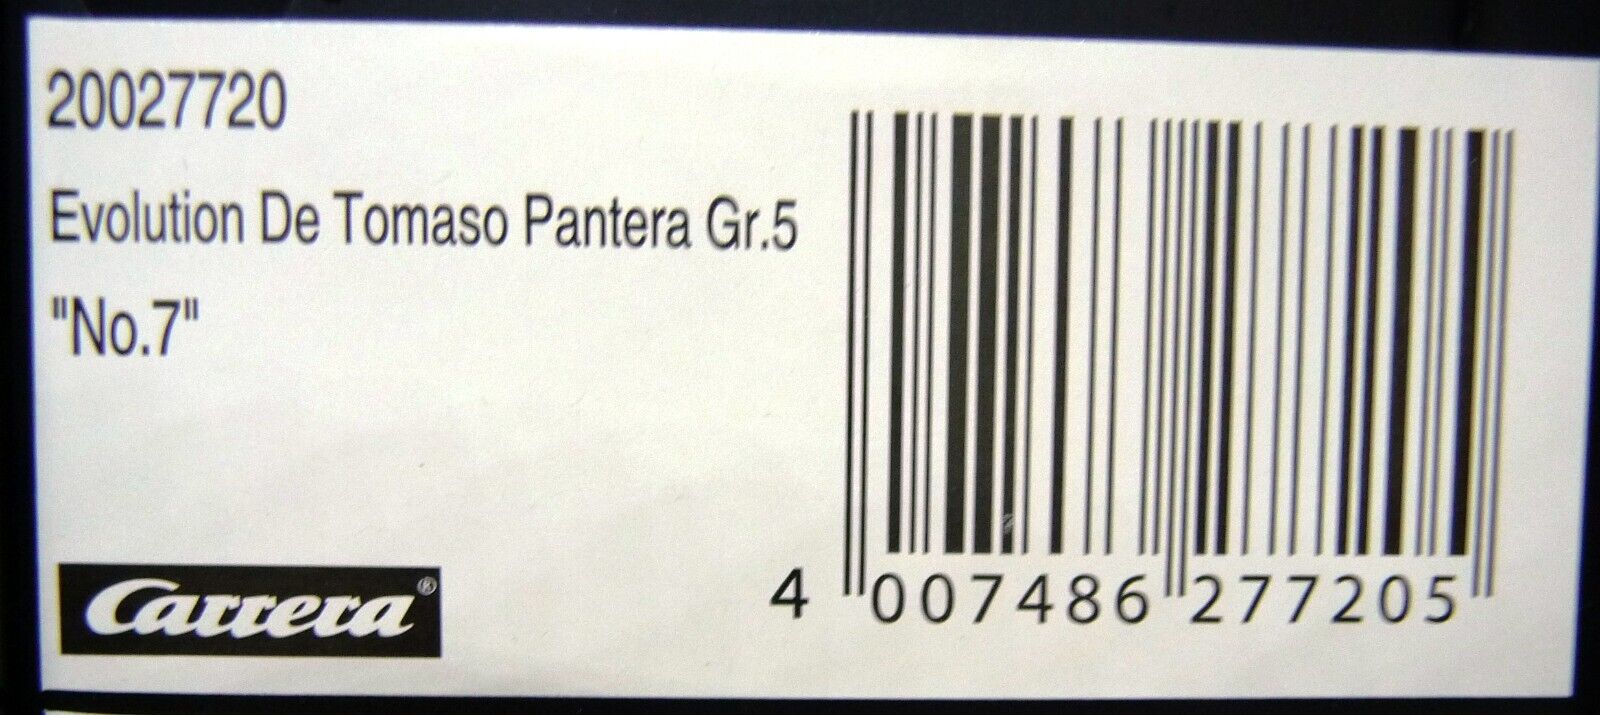 20027720
Evolution De Tomaso Pantera Gr.5
"No.7"
Carrera®
4 007486 277205